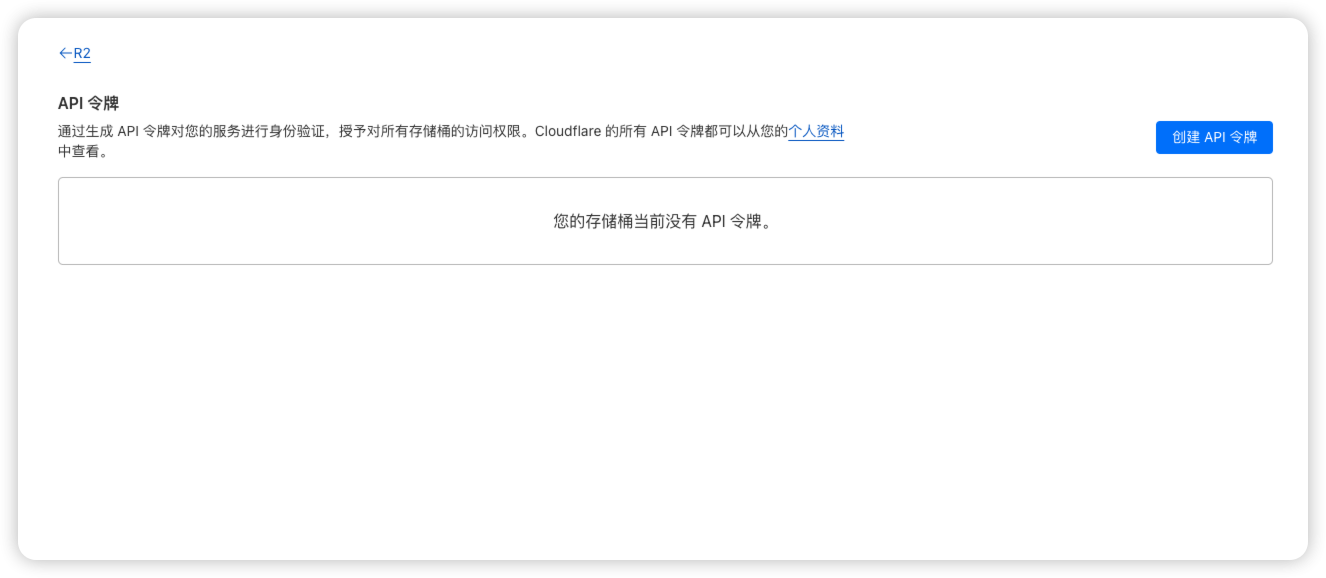 ←R2
API 令牌
通过生成 API 令牌对您的服务进行身份验证，授予对所有存储桶的访问权限。Cloudflare 的所有 API 令牌都可以从您的个人资料
中查看。
创建 API 令牌
您的存储桶当前没有 API 令牌。